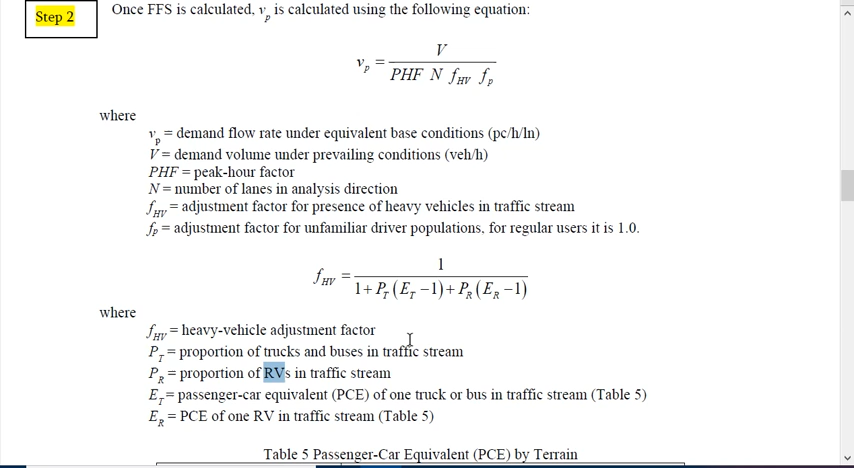 Step 2
Once FFS is calculated, v_p is calculated using the following equation:
v_p = V / (PHF N f_HV f_p)
where
v_p = demand flow rate under equivalent base conditions (pc/h/ln)
V = demand volume under prevailing conditions (veh/h)
PHF = peak-hour factor
N = number of lanes in analysis direction
f_HV = adjustment factor for presence of heavy vehicles in traffic stream
f_p = adjustment factor for unfamiliar driver populations, for regular users it is 1.0.
f_HV = 1 / (1 + P_T (E_T − 1) + P_R (E_R − 1))
where
f_HV = heavy-vehicle adjustment factor
P_T = proportion of trucks and buses in traffic stream
P_R = proportion of RVs in traffic stream
E_T = passenger-car equivalent (PCE) of one truck or bus in traffic stream (Table 5)
E_R = PCE of one RV in traffic stream (Table 5)
Table 5 Passenger-Car Equivalent (PCE) by Terrain